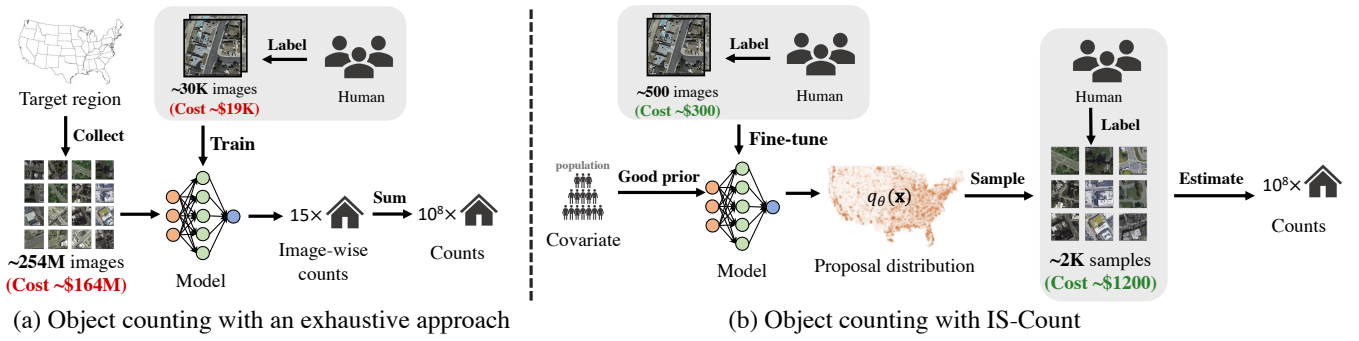 Target region
Collect
~254M images
(Cost ~$164M)
Label
Human
~30K images
(Cost ~$19K)
Train
Model
15×
Image-wise
counts
Sum
10⁸×
Counts
(a) Object counting with an exhaustive approach
population
Covariate
Good prior
Label
Human
~500 images
(Cost ~$300)
Fine-tune
Model
qθ(x)
Proposal distribution
Sample
Human
Label
~2K samples
(Cost ~$1200)
Estimate
10⁸×
Counts
(b) Object counting with IS-Count